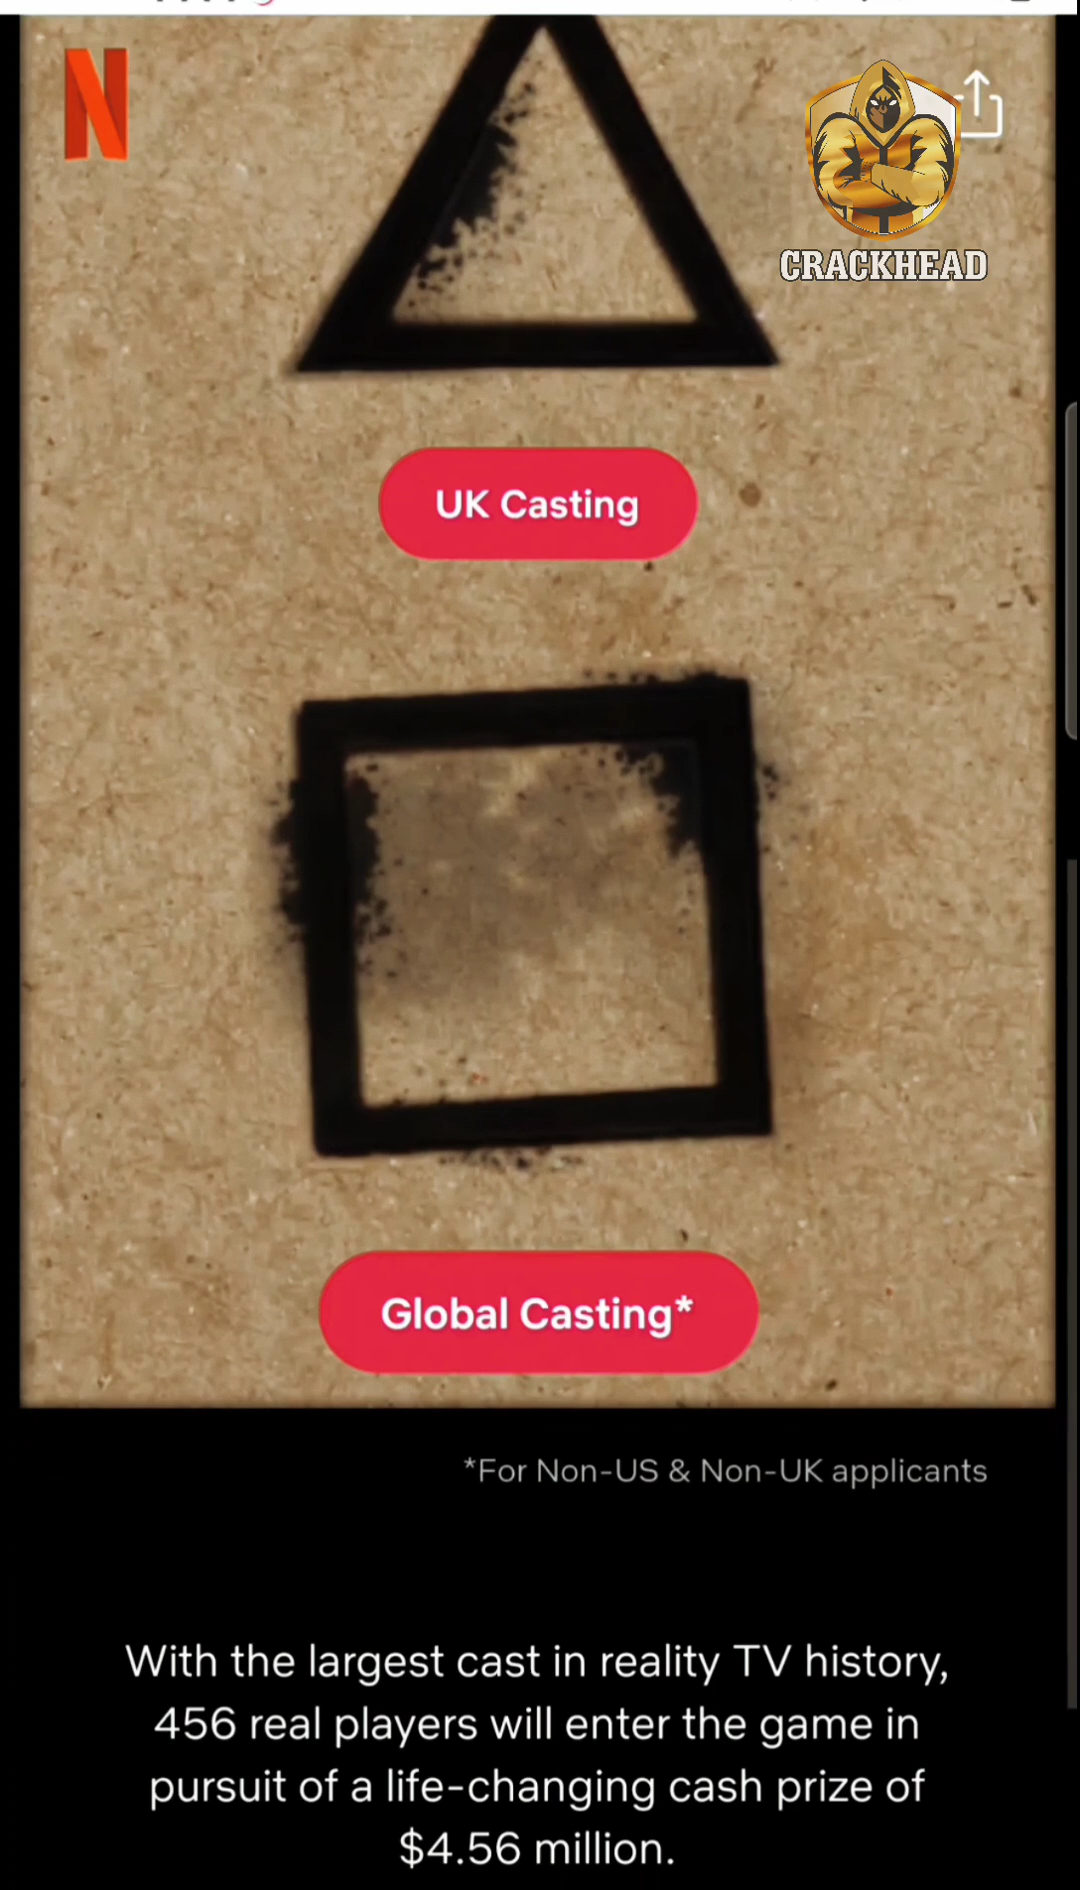 N
CRACKHEAD
UK Casting
Global Casting*
*For Non-US & Non-UK applicants
With the largest cast in reality TV history,
456 real players will enter the game in
pursuit of a life-changing cash prize of
$4.56 million.